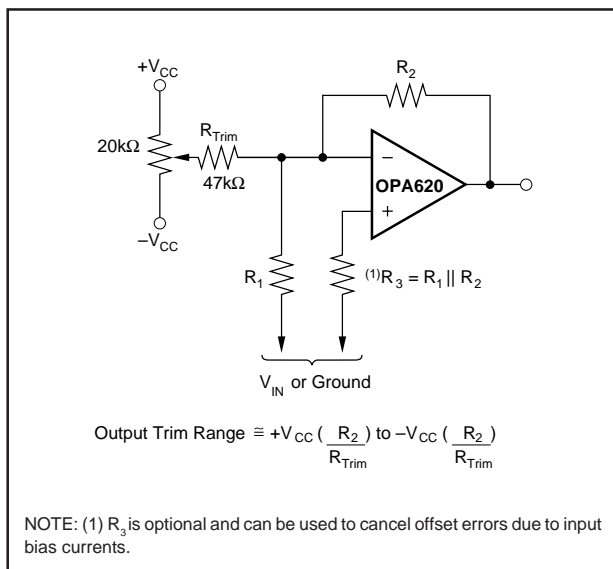 +V_CC
R_2
R_Trim
20kΩ
47kΩ
−
OPA620
+
−V_CC
R_1
(1)R_3 = R_1 || R_2
V_IN or Ground
Output Trim Range ≅ +V_CC ( R_2 / R_Trim ) to −V_CC ( R_2 / R_Trim )
NOTE: (1) R_3 is optional and can be used to cancel offset errors due to input
bias currents.